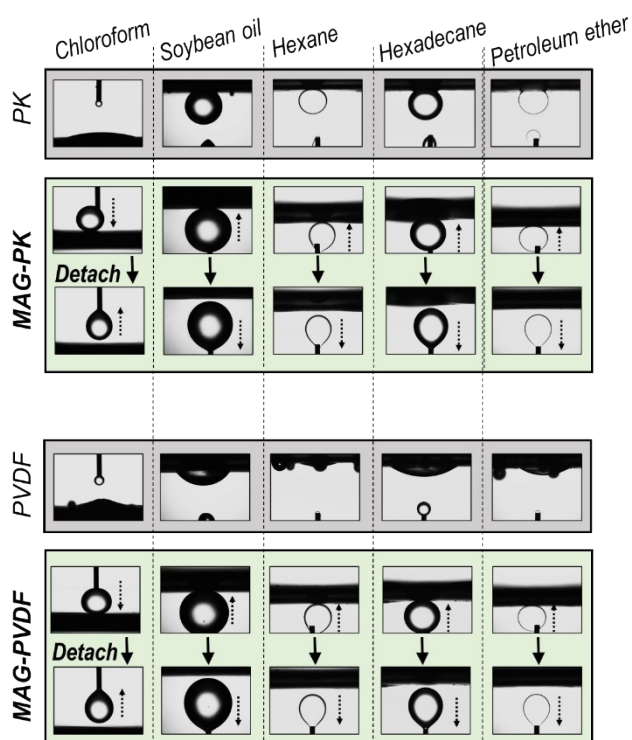 Chloroform Soybean oil Hexane Hexadecane Petroleum ether
PK
MAG-PK
Detach
PVDF
MAG-PVDF
Detach